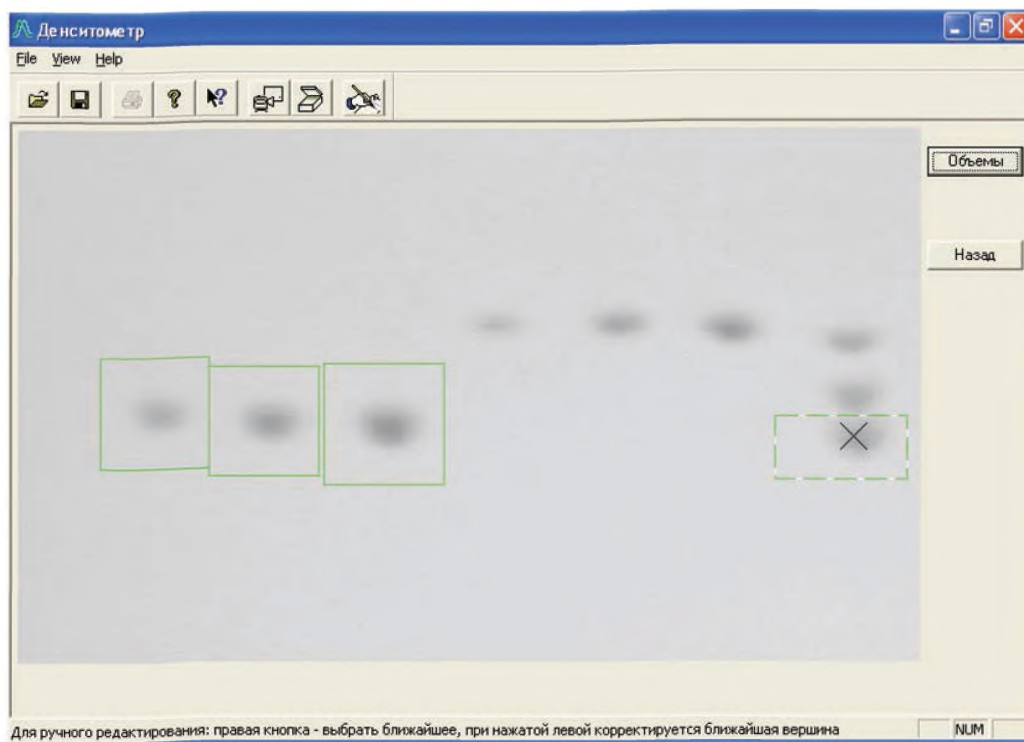 Денситометр
File View Help
Объемы
Назад
Для ручного редактирования: правая кнопка - выбрать ближайшее, при нажатой левой корректируется ближайшая вершина
NUM